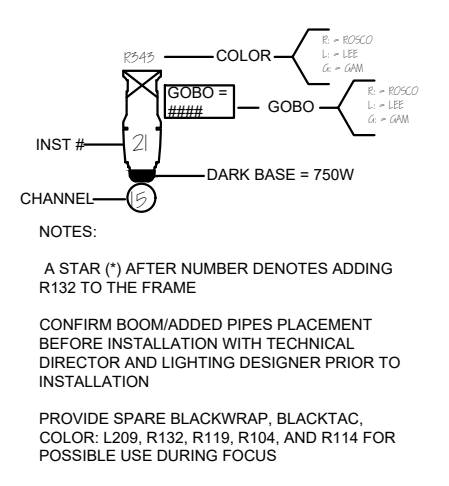 R343
COLOR
R: = ROSCO
L: = LEE
G: = GAM
GOBO =
####
GOBO
R: = ROSCO
L: = LEE
G: = GAM
INST #
21
DARK BASE = 750W
CHANNEL
15
NOTES:
A STAR (*) AFTER NUMBER DENOTES ADDING
R132 TO THE FRAME
CONFIRM BOOM/ADDED PIPES PLACEMENT
BEFORE INSTALLATION WITH TECHNICAL
DIRECTOR AND LIGHTING DESIGNER PRIOR TO
INSTALLATION
PROVIDE SPARE BLACKWRAP, BLACKTAC,
COLOR: L209, R132, R119, R104, AND R114 FOR
POSSIBLE USE DURING FOCUS